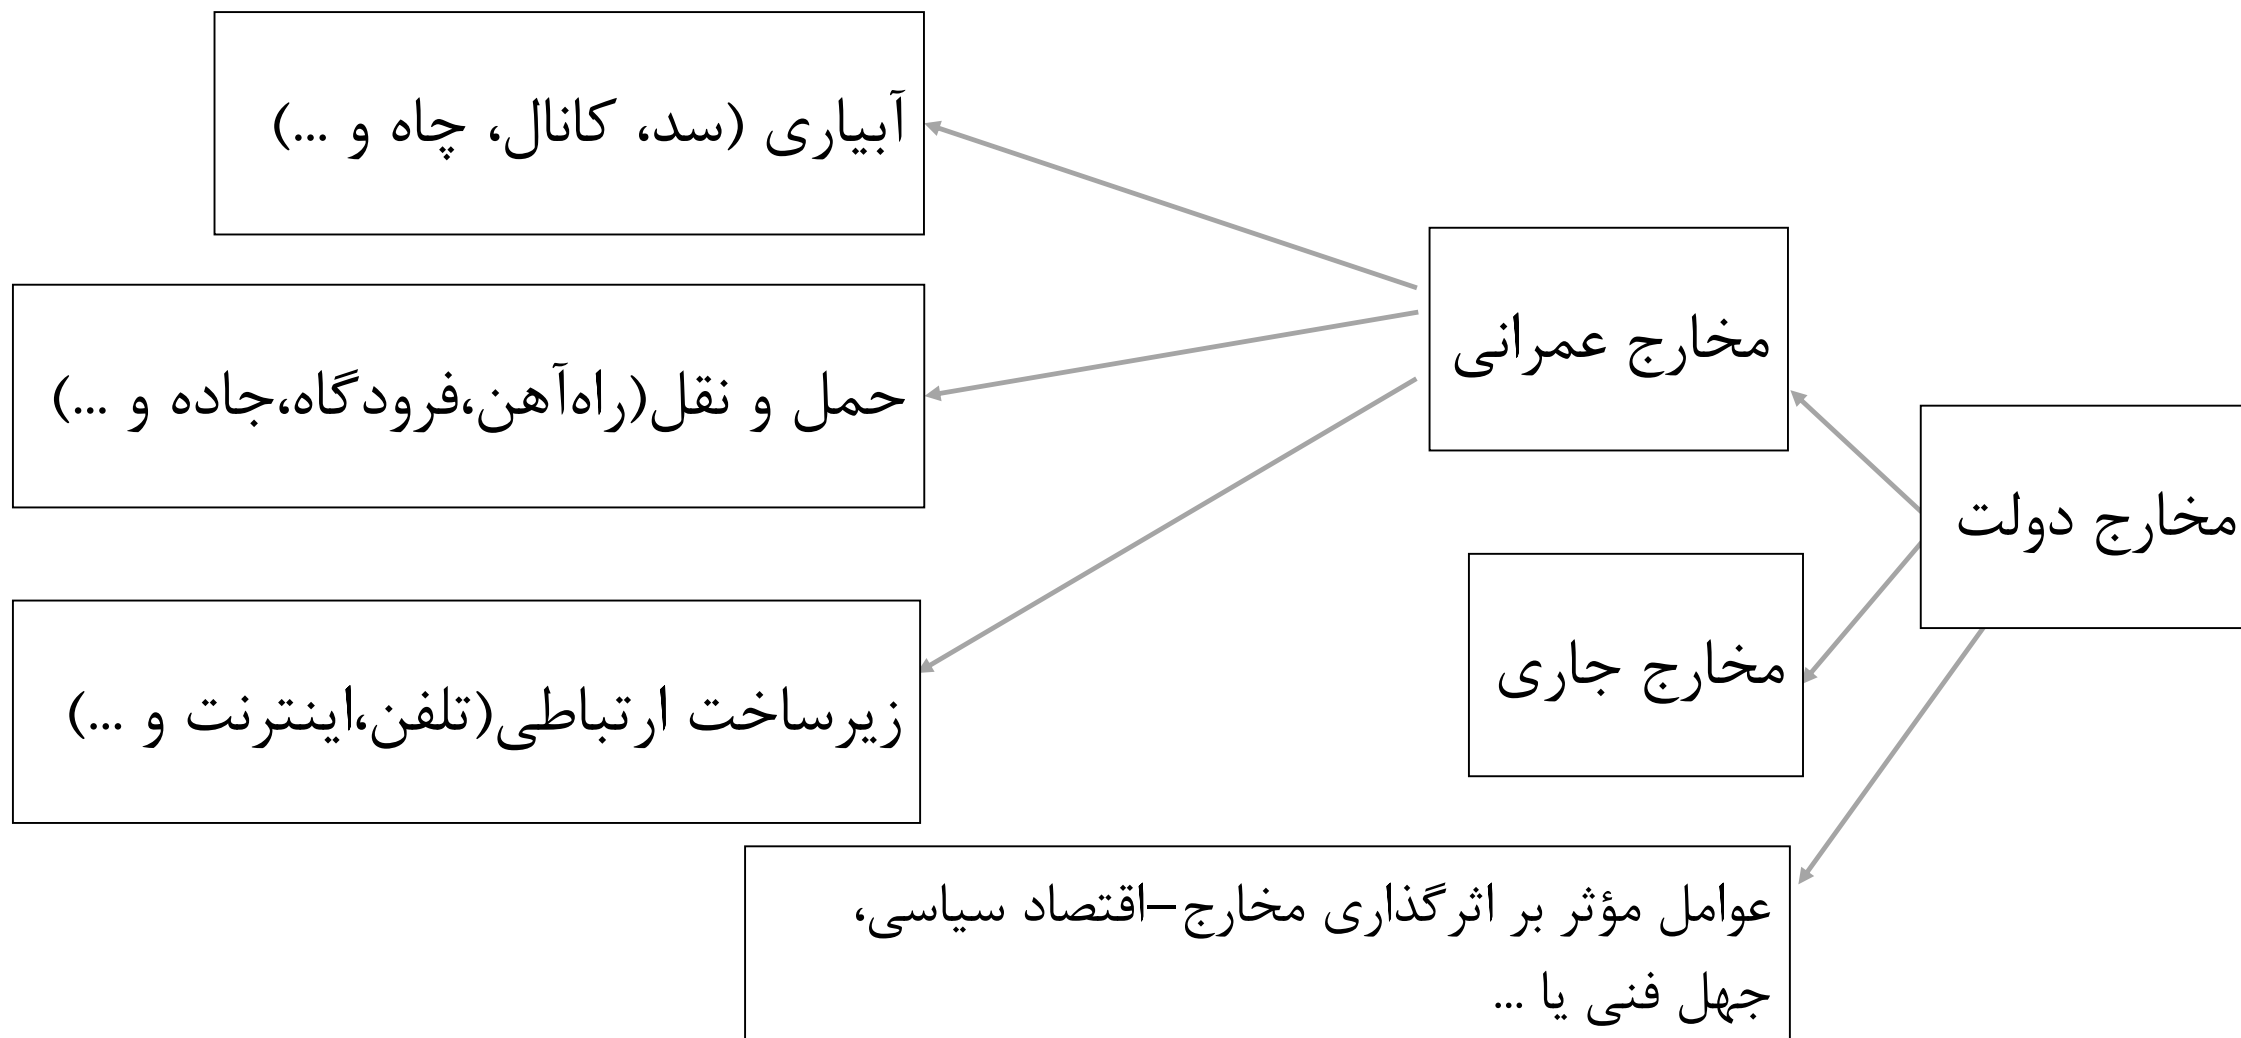 مخارج دولت
مخارج عمرانی
آبیاری (سد، کانال، چاه و ...)
حمل و نقل(راه‌آهن،فرودگاه،جاده و ...)
زیرساخت ارتباطی(تلفن،اینترنت و ...)
مخارج جاری
عوامل مؤثر بر اثرگذاری مخارج–اقتصاد سیاسی،
جهل فنی یا ...